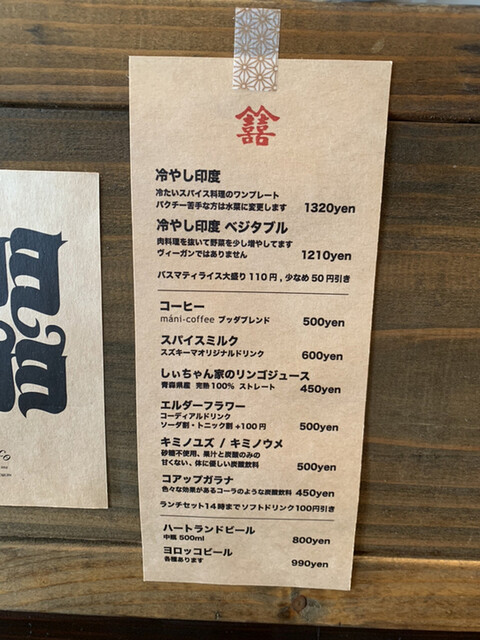 冷やし印度
冷たいスパイス料理のワンプレート
パクチー苦手な方は水菜に変更します 1320yen
冷やし印度 ベジタブル
肉料理を抜いて野菜を少し増やしてます
ヴィーガンではありません 1210yen
バスマティライス大盛り110円, 少なめ50円引き
コーヒー
máni-coffee ブッダブレンド 500yen
スパイスミルク
スズキーマオリジナルドリンク 600yen
しぃちゃん家のリンゴジュース
青森県産 完熟100% ストレート 450yen
エルダーフラワー
コーディアルドリンク
ソーダ割・トニック割+100円 500yen
キミノユズ / キミノウメ
砂糖不使用、果汁と炭酸のみの
甘くない、体に優しい炭酸飲料 500yen
コアップガラナ
色々な効果があるコーラのような炭酸飲料 450yen
ランチセット14時までソフトドリンク100円引き
ハートランドビール
中瓶 500ml 800yen
ヨロッコビール
各種あります 990yen